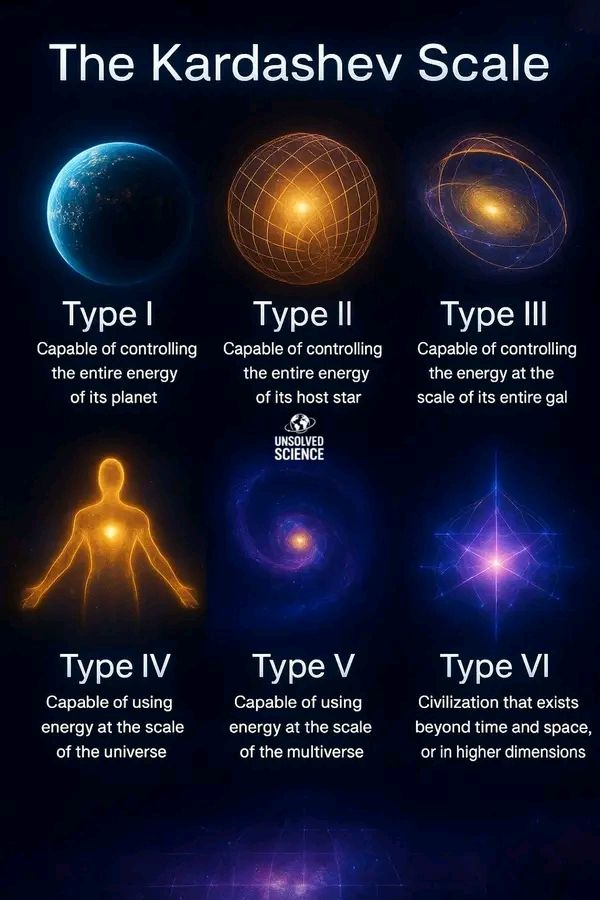 The Kardashev Scale
Type I
Capable of controlling
the entire energy
of its planet
Type II
Capable of controlling
the entire energy
of its host star
Type III
Capable of controlling
the energy at the
scale of its entire gal
UNSOLVED
SCIENCE
Type IV
Capable of using
energy at the scale
of the universe
Type V
Capable of using
energy at the scale
of the multiverse
Type VI
Civilization that exists
beyond time and space,
or in higher dimensions